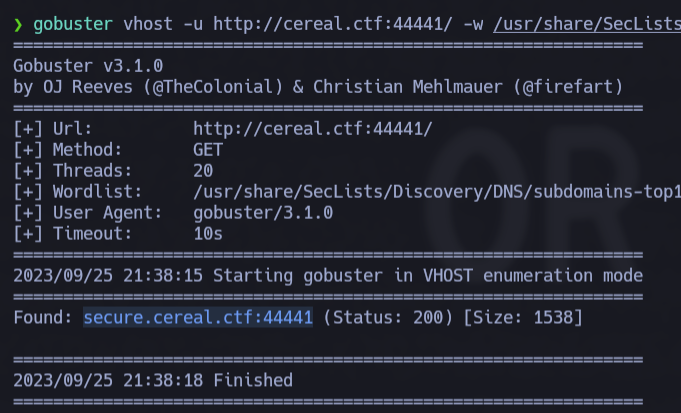 ❯ gobuster vhost -u http://cereal.ctf:44441/ -w /usr/share/SecLists
===============================================================
Gobuster v3.1.0
by OJ Reeves (@TheColonial) & Christian Mehlmauer (@firefart)
===============================================================
[+] Url:          http://cereal.ctf:44441/
[+] Method:       GET
[+] Threads:      20
[+] Wordlist:     /usr/share/SecLists/Discovery/DNS/subdomains-top1
[+] User Agent:   gobuster/3.1.0
[+] Timeout:      10s
===============================================================
2023/09/25 21:38:15 Starting gobuster in VHOST enumeration mode
===============================================================
Found: secure.cereal.ctf:44441 (Status: 200) [Size: 1538]

===============================================================
2023/09/25 21:38:18 Finished
===============================================================
OR